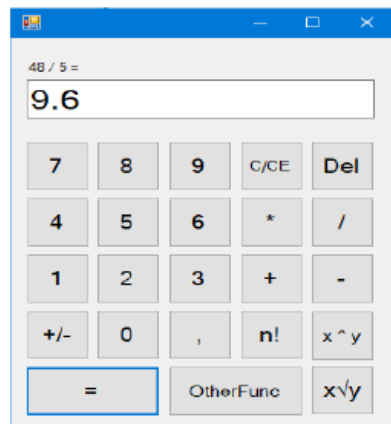 48 / 5 =
9.6
7 8 9 C/CE Del
4 5 6 * /
1 2 3 + -
+/- 0 , n! x ^ y
= OtherFunc x√y